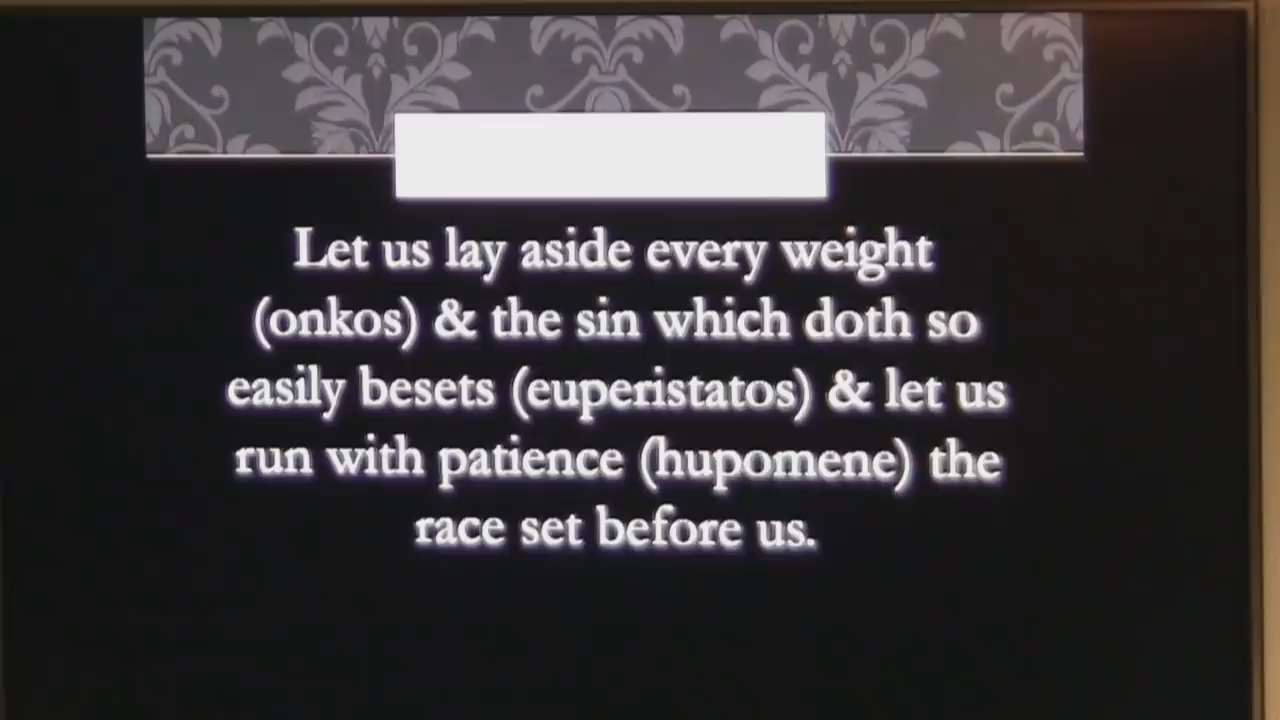 Let us lay aside every weight
(onkos) & the sin which doth so
easily besets (euperistatos) & let us
run with patience (hupomene) the
race set before us.